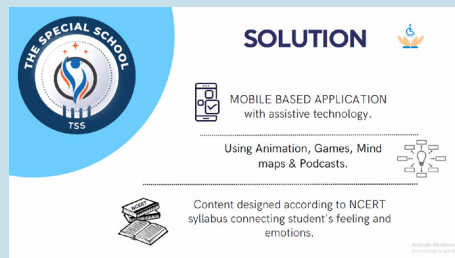 THE SPECIAL SCHOOL
TSS
SOLUTION
MOBILE BASED APPLICATION
with assistive technology.
Using Animation, Games, Mind
maps & Podcasts.
NCERT
Content designed according to NCERT
syllabus connecting student's feeling and
emotions.
Activate Windows